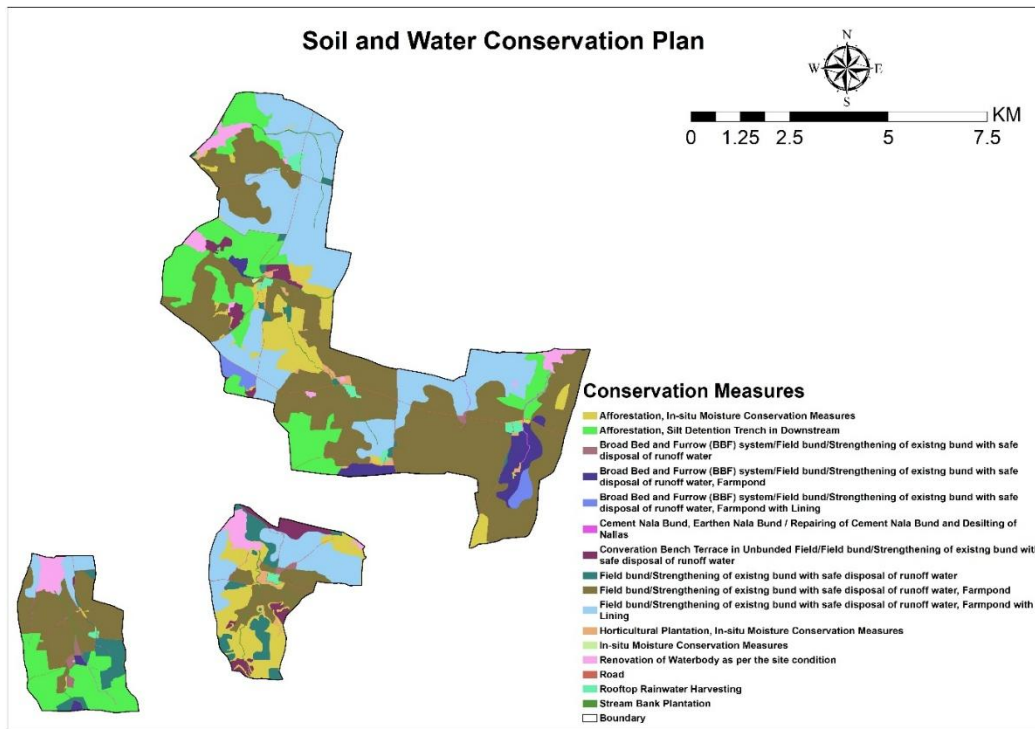 Soil and Water Conservation Plan
N
W E
S
KM
0 1.25 2.5 5 7.5
Conservation Measures
Afforestation, In-situ Moisture Conservation Measures
Afforestation, Silt Detention Trench in Downstream
Broad Bed and Furrow (BBF) system/Field bund/Strengthening of existng bund with safe
disposal of runoff water
Broad Bed and Furrow (BBF) system/Field bund/Strengthening of existng bund with safe
disposal of runoff water, Farmpond
Broad Bed and Furrow (BBF) system/Field bund/Strengthening of existng bund with safe
disposal of runoff water, Farmpond with Lining
Cement Nala Bund, Earthen Nala Bund / Repairing of Cement Nala Bund and Desilting of
Nallas
Converation Bench Terrace in Unbunded Field/Field bund/Strengthening of existng bund with
safe disposal of runoff water
Field bund/Strengthening of existng bund with safe disposal of runoff water
Field bund/Strengthening of existng bund with safe disposal of runoff water, Farmpond
Field bund/Strengthening of existng bund with safe disposal of runoff water, Farmpond with
Lining
Horticultural Plantation, In-situ Moisture Conservation Measures
In-situ Moisture Conservation Measures
Renovation of Waterbody as per the site condition
Road
Rooftop Rainwater Harvesting
Stream Bank Plantation
Boundary